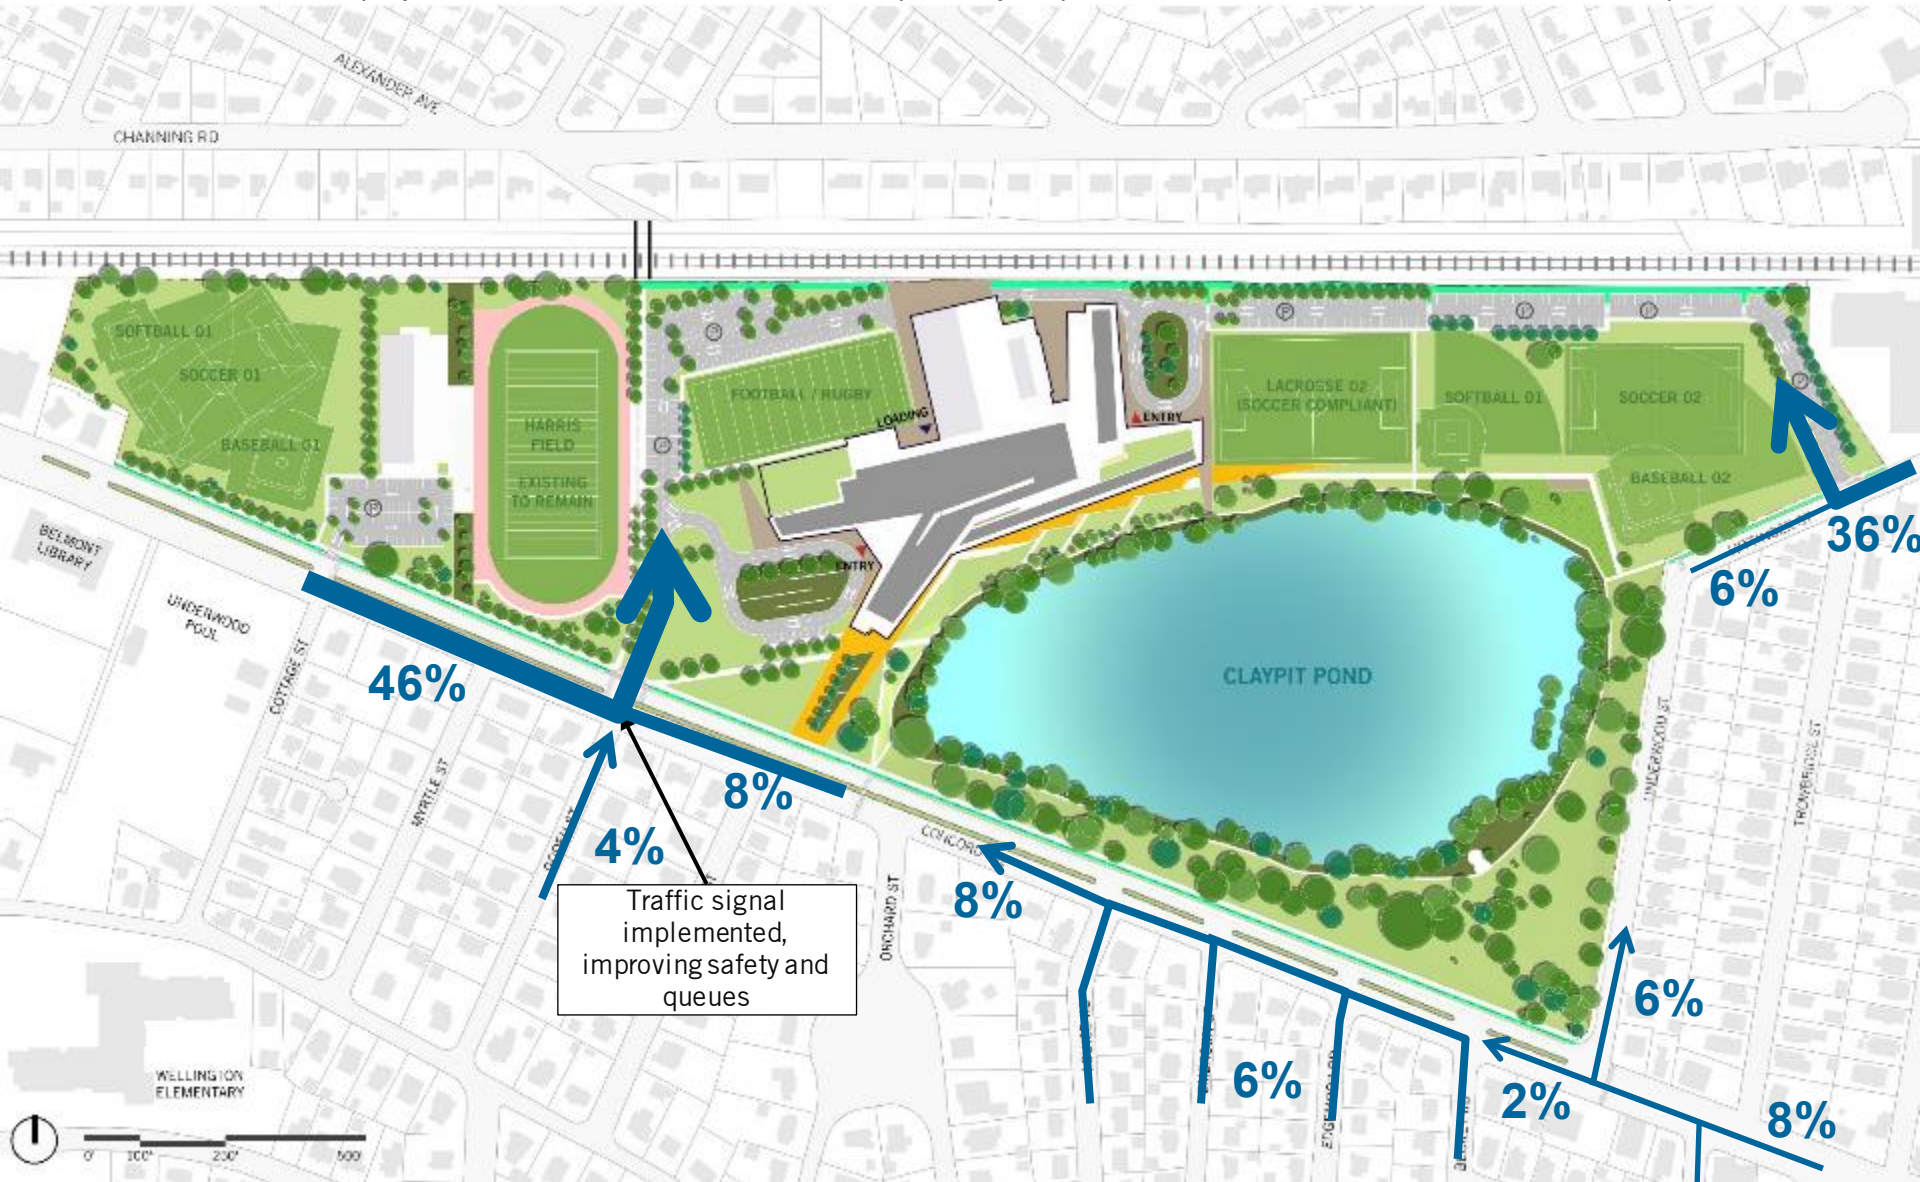 ALEXANDER AVE
CHANNING RD
SOFTBALL 01
SOCCER 01
BASEBALL 01
HARRIS
FIELD
EXISTING
TO REMAIN
FOOTBALL / RUGBY
LOADING
ENTRY
ENTRY
LACROSSE 02
(SOCCER COMPLIANT)
SOFTBALL 01
SOCCER 02
BASEBALL 02
P
P
P
P
P
P
P
36%
6%
BELMONT
LIBRARY
UNDERWOOD
POOL
COTTAGE ST
MYRTLE ST
46%
8%
4%
CLAYPIT POND
UNDERWOOD ST
TROWBRIDGE ST
Traffic signal
implemented,
improving safety and
queues
CONCORD
ORCHARD ST
8%
6%
6%
2%
8%
WELLINGTON
ELEMENTARY
0' 100' 250' 500'